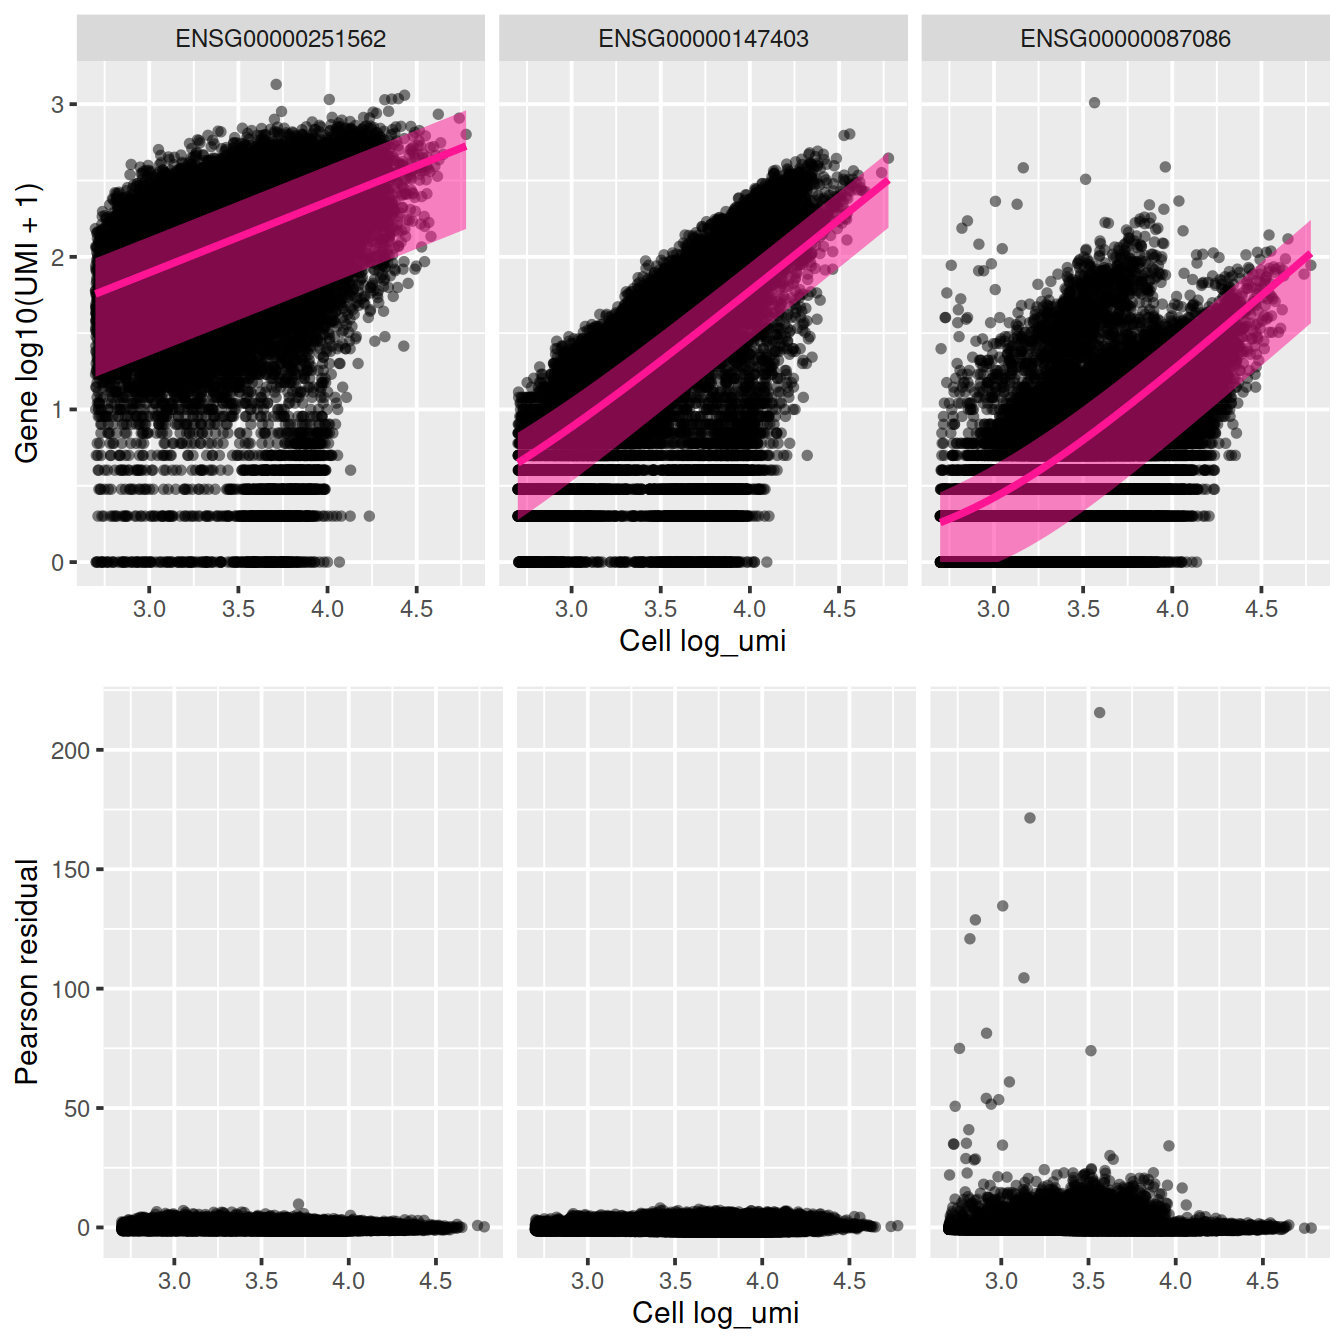 ENSG00000251562 ENSG00000147403 ENSG00000087086
Gene log10(UMI + 1)
3
2
1
0
3.0 3.5 4.0 4.5 3.0 3.5 4.0 4.5 3.0 3.5 4.0 4.5
Cell log_umi
Pearson residual
200
150
100
50
0
3.0 3.5 4.0 4.5 3.0 3.5 4.0 4.5 3.0 3.5 4.0 4.5
Cell log_umi